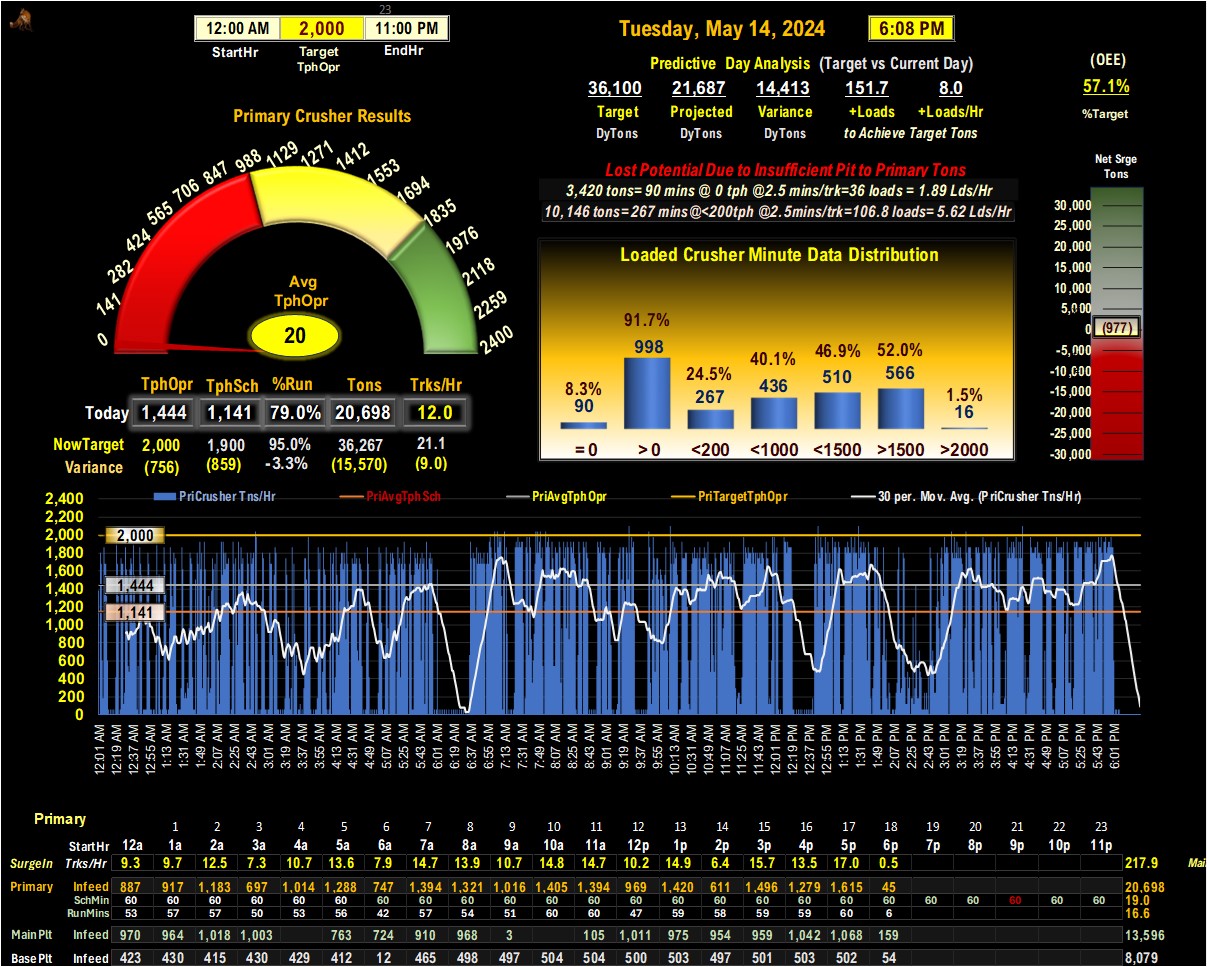 23
12:00 AM 2,000 11:00 PM
StartHr Target TphOpr EndHr
Tuesday, May 14, 2024 6:08 PM
Predictive Day Analysis (Target vs Current Day)
36,100 21,687 14,413 151.7 8.0
Target Projected Variance +Loads +Loads/Hr
DyTons DyTons DyTons to Achieve Target Tons
(OEE)
57.1%
%Target
Primary Crusher Results
0 141 282 424 565 706 847 988 1129 1271 1412 1553 1694 1835 1976 2118 2259 2400
Avg
TphOpr
20
Lost Potential Due to Insufficient Pit to Primary Tons
3,420 tons= 90 mins @ 0 tph @2.5 mins/trk=36 loads = 1.89 Lds/Hr
10,146 tons= 267 mins@<200tph @2.5mins/trk=106.8 loads= 5.62 Lds/Hr
Net Srge
Tons
30,000
25,000
20,000
15,000
10,000
5,000
0 (977)
-5,000
-10,000
-15,000
-20,000
-25,000
-30,000
Loaded Crusher Minute Data Distribution
8.3% 91.7% 24.5% 40.1% 46.9% 52.0% 1.5%
90 998 267 436 510 566 16
= 0 > 0 <200 <1000 <1500 >1500 >2000
TphOpr TphSch %Run Tons Trks/Hr
Today 1,444 1,141 79.0% 20,698 12.0
NowTarget 2,000 1,900 95.0% 36,267 21.1
Variance (756) (859) -3.3% (15,570) (9.0)
PriCrusher Tns/Hr PriAvgTphSch PriAvgTphOpr PriTargetTphOpr 30 per. Mov. Avg. (PriCrusher Tns/Hr)
2,400
2,200
2,000 2,000
1,800
1,600
1,400 1,444
1,200 1,141
1,000
800
600
400
200
0
12:01 AM 12:19 AM 12:37 AM 12:55 AM 1:13 AM 1:31 AM 1:49 AM 2:07 AM 2:25 AM 2:43 AM 3:01 AM 3:19 AM 3:37 AM 3:55 AM 4:13 AM 4:31 AM 4:49 AM 5:07 AM 5:25 AM 5:43 AM 6:01 AM 6:19 AM 6:37 AM 6:55 AM 7:13 AM 7:31 AM 7:49 AM 8:07 AM 8:25 AM 8:43 AM 9:01 AM 9:19 AM 9:37 AM 9:55 AM 10:13 AM 10:31 AM 10:49 AM 11:07 AM 11:25 AM 11:43 AM 12:01 PM 12:19 PM 12:37 PM 12:55 PM 1:13 PM 1:31 PM 1:49 PM 2:07 PM 2:25 PM 2:43 PM 3:01 PM 3:19 PM 3:37 PM 3:55 PM 4:13 PM 4:31 PM 4:49 PM 5:07 PM 5:25 PM 5:43 PM 6:01 PM
Primary
1 2 3 4 5 6 7 8 9 10 11 12 13 14 15 16 17 18 19 20 21 22 23
StartHr 12a 1a 2a 3a 4a 5a 6a 7a 8a 9a 10a 11a 12p 1p 2p 3p 4p 5p 6p 7p 8p 9p 10p 11p
SurgeIn Trks/Hr 9.3 9.7 12.5 7.3 10.7 13.6 7.9 14.7 13.9 10.7 14.8 14.7 10.2 14.9 6.4 15.7 13.5 17.0 0.5 217.9
Primary Infeed 887 917 1,183 697 1,014 1,288 747 1,394 1,321 1,016 1,405 1,394 969 1,420 611 1,496 1,279 1,615 45 20,698
SchMin 60 60 60 60 60 60 60 60 60 60 60 60 60 60 60 60 60 60 60 60 60 60 60 60 19.0
RunMins 53 57 57 50 53 56 42 57 54 51 60 60 47 59 58 59 59 60 6 16.6
MainPlt Infeed 970 964 1,018 1,003 763 724 910 968 3 105 1,011 975 954 959 1,042 1,068 159 13,596
BasePlt Infeed 423 430 415 430 429 412 12 465 498 497 504 504 500 503 497 501 503 502 54 8,079